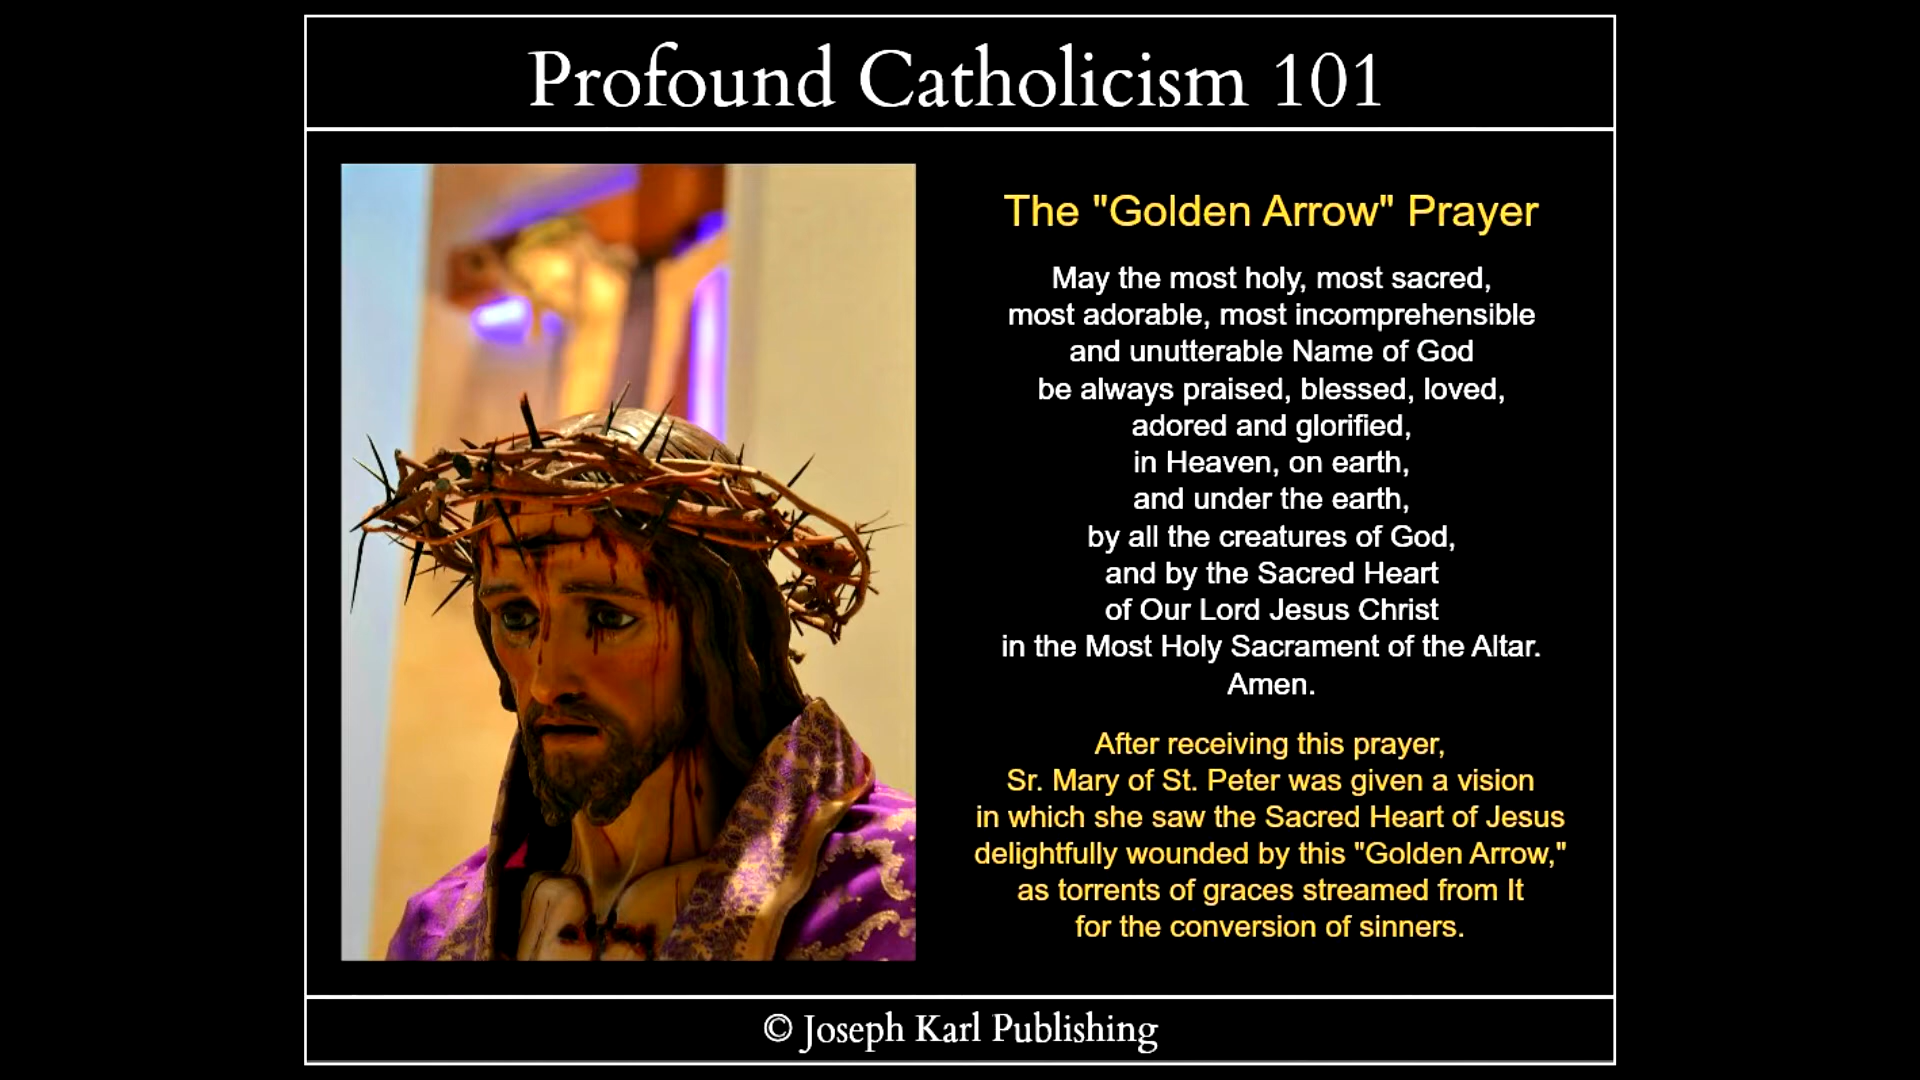 Profound Catholicism 101
The "Golden Arrow" Prayer
May the most holy, most sacred,
most adorable, most incomprehensible
and unutterable Name of God
be always praised, blessed, loved,
adored and glorified,
in Heaven, on earth,
and under the earth,
by all the creatures of God,
and by the Sacred Heart
of Our Lord Jesus Christ
in the Most Holy Sacrament of the Altar.
Amen.
After receiving this prayer,
Sr. Mary of St. Peter was given a vision
in which she saw the Sacred Heart of Jesus
delightfully wounded by this "Golden Arrow,"
as torrents of graces streamed from It
for the conversion of sinners.
© Joseph Karl Publishing